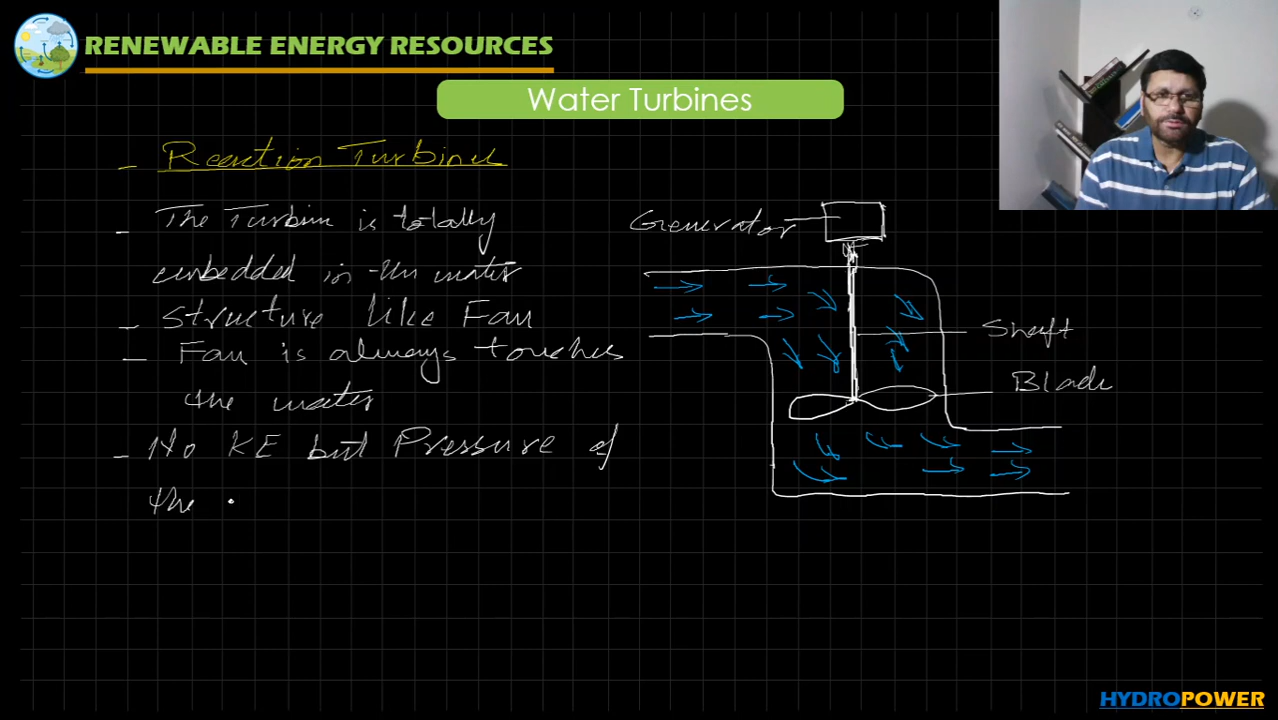 RENEWABLE ENERGY RESOURCES
Water Turbines
- Reaction Turbines
- The Turbine is totally
embedded in the water
- Structure like Fan
- Fan is always touches
the water
- No KE but Pressure of
the
Generator
Shaft
Blade
HYDROPOWER